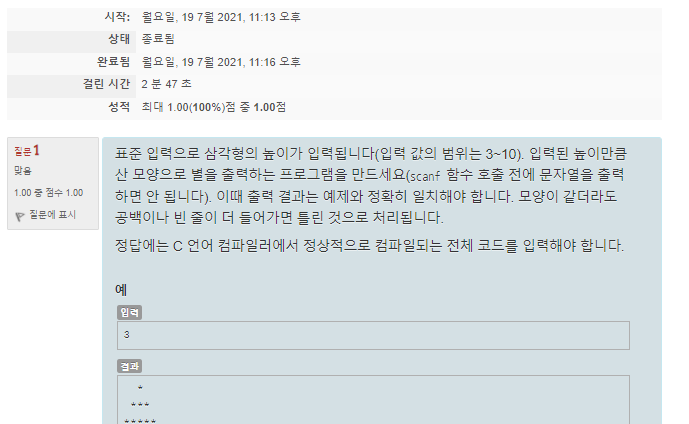 시작: 월요일, 19 7월 2021, 11:13 오후
상태 종료됨
완료됨 월요일, 19 7월 2021, 11:16 오후
걸린 시간 2 분 47 초
성적 최대 1.00(100%)점 중 1.00점
질문 1
맞음
1.00 중 점수 1.00
질문에 표시
표준 입력으로 삼각형의 높이가 입력됩니다(입력 값의 범위는 3~10). 입력된 높이만큼
산 모양으로 별을 출력하는 프로그램을 만드세요(scanf 함수 호출 전에 문자열을 출력
하면 안 됩니다). 이때 출력 결과는 예제와 정확히 일치해야 합니다. 모양이 같더라도
공백이나 빈 줄이 더 들어가면 틀린 것으로 처리됩니다.
정답에는 C 언어 컴파일러에서 정상적으로 컴파일되는 전체 코드를 입력해야 합니다.
예
입력
3
결과
  *
 ***
*****